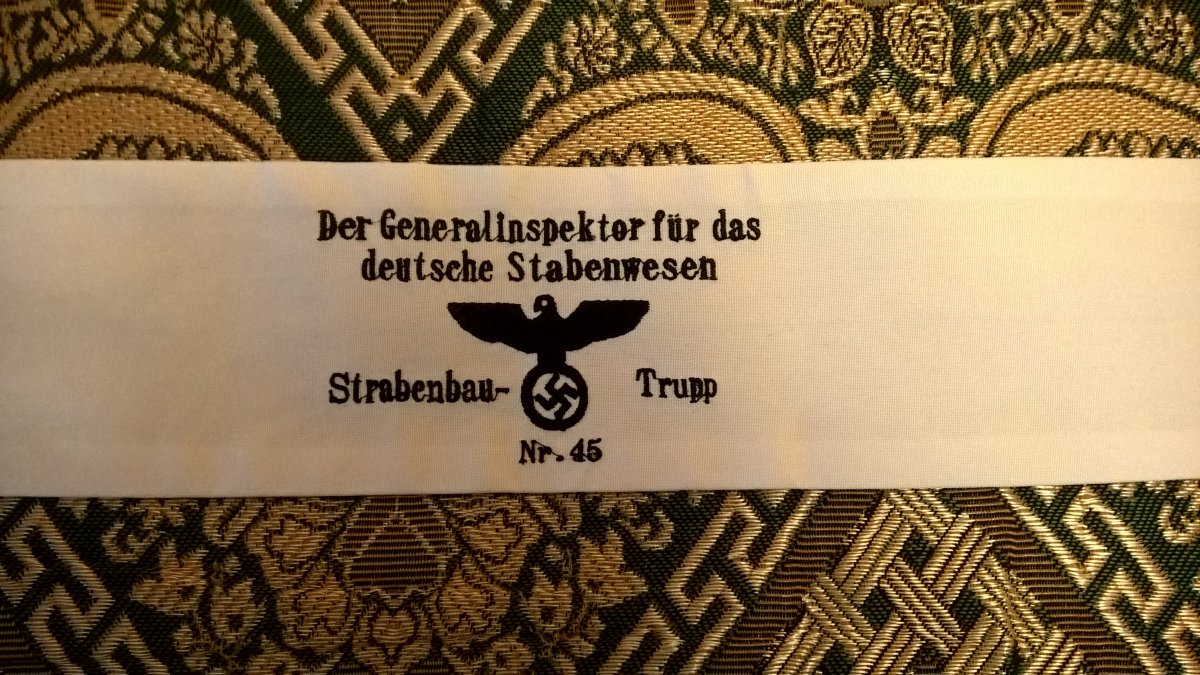 Der Generalinspektor für das
deutsche Stabenwesen
Strabenbau- Trupp
Nr. 45